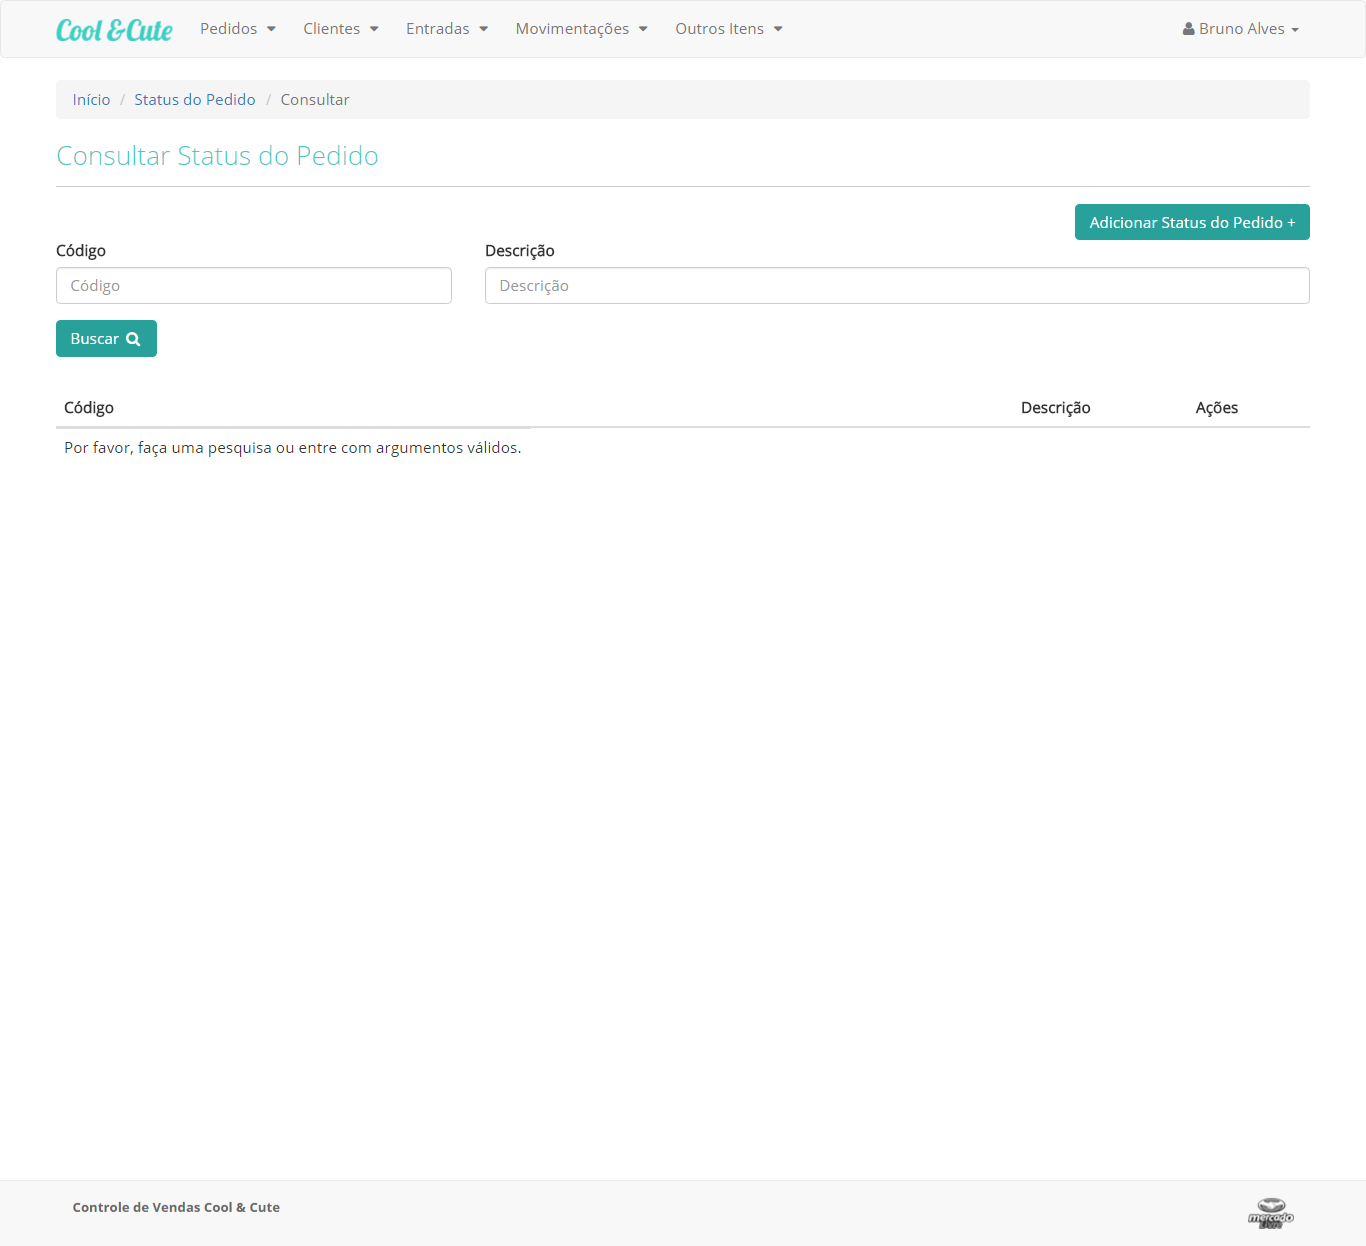 Cool &Cute Pedidos Clientes Entradas Movimentações Outros Itens Bruno Alves
Início / Status do Pedido / Consultar
Consultar Status do Pedido
Adicionar Status do Pedido +
Código Descrição
Código Descrição
Buscar
Código Descrição Ações
Por favor, faça uma pesquisa ou entre com argumentos válidos.
Controle de Vendas Cool & Cute
mercado livre